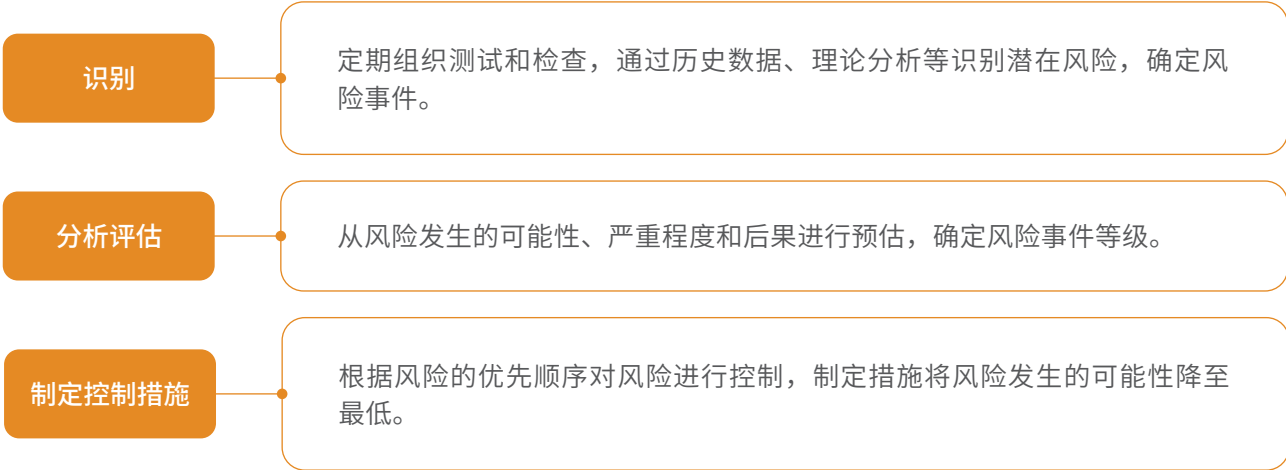 识别
定期组织测试和检查，通过历史数据、理论分析等识别潜在风险，确定风
险事件。
分析评估
从风险发生的可能性、严重程度和后果进行预估，确定风险事件等级。
制定控制措施
根据风险的优先顺序对风险进行控制，制定措施将风险发生的可能性降至
最低。